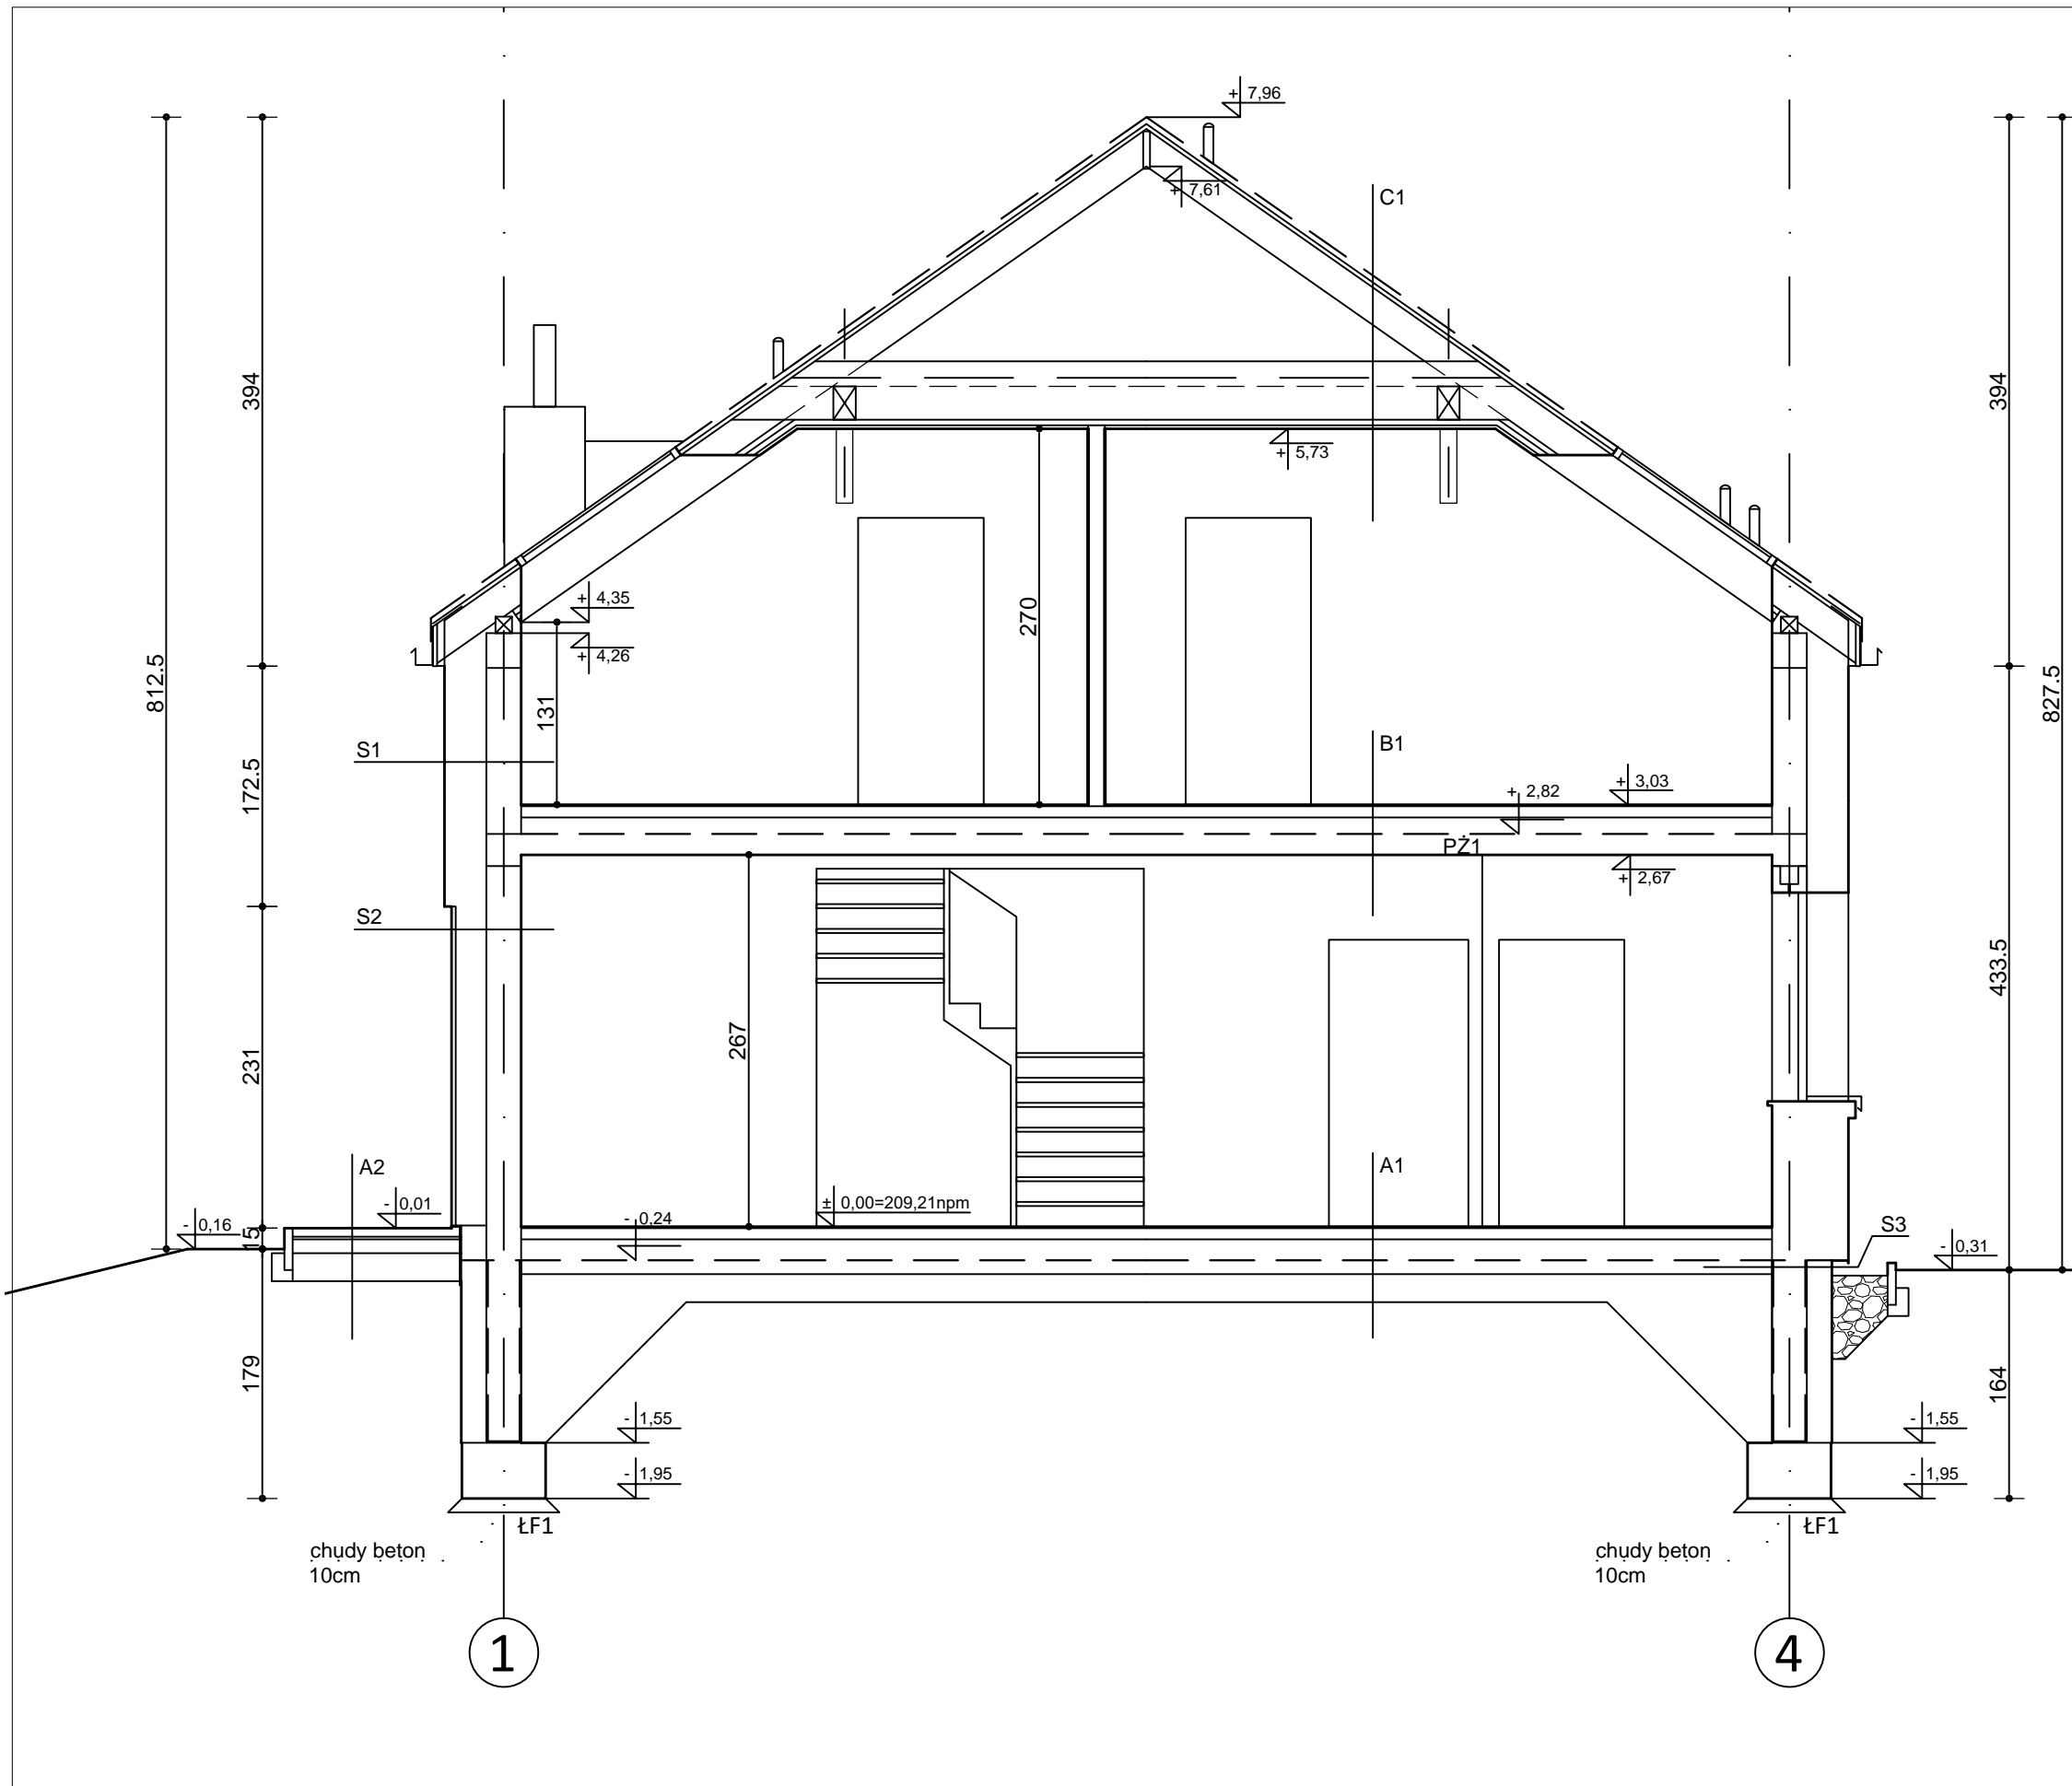 + 7,96
+ 7,61
C1
394
394
+ 5,73
+ 4,35
+ 4,26
270
812.5
827.5
131
S1
B1
172.5
+ 3,03
+ 2,82
PŻ1
+ 2,67
S2
433.5
267
231
A2
A1
- 0,01
± 0,00=209,21npm
- 0,16
- 0,24
15
S3
- 0,31
179
164
- 1,55
- 1,55
- 1,95
- 1,95
ŁF1
ŁF1
chudy beton
10cm
chudy beton
10cm
1
4